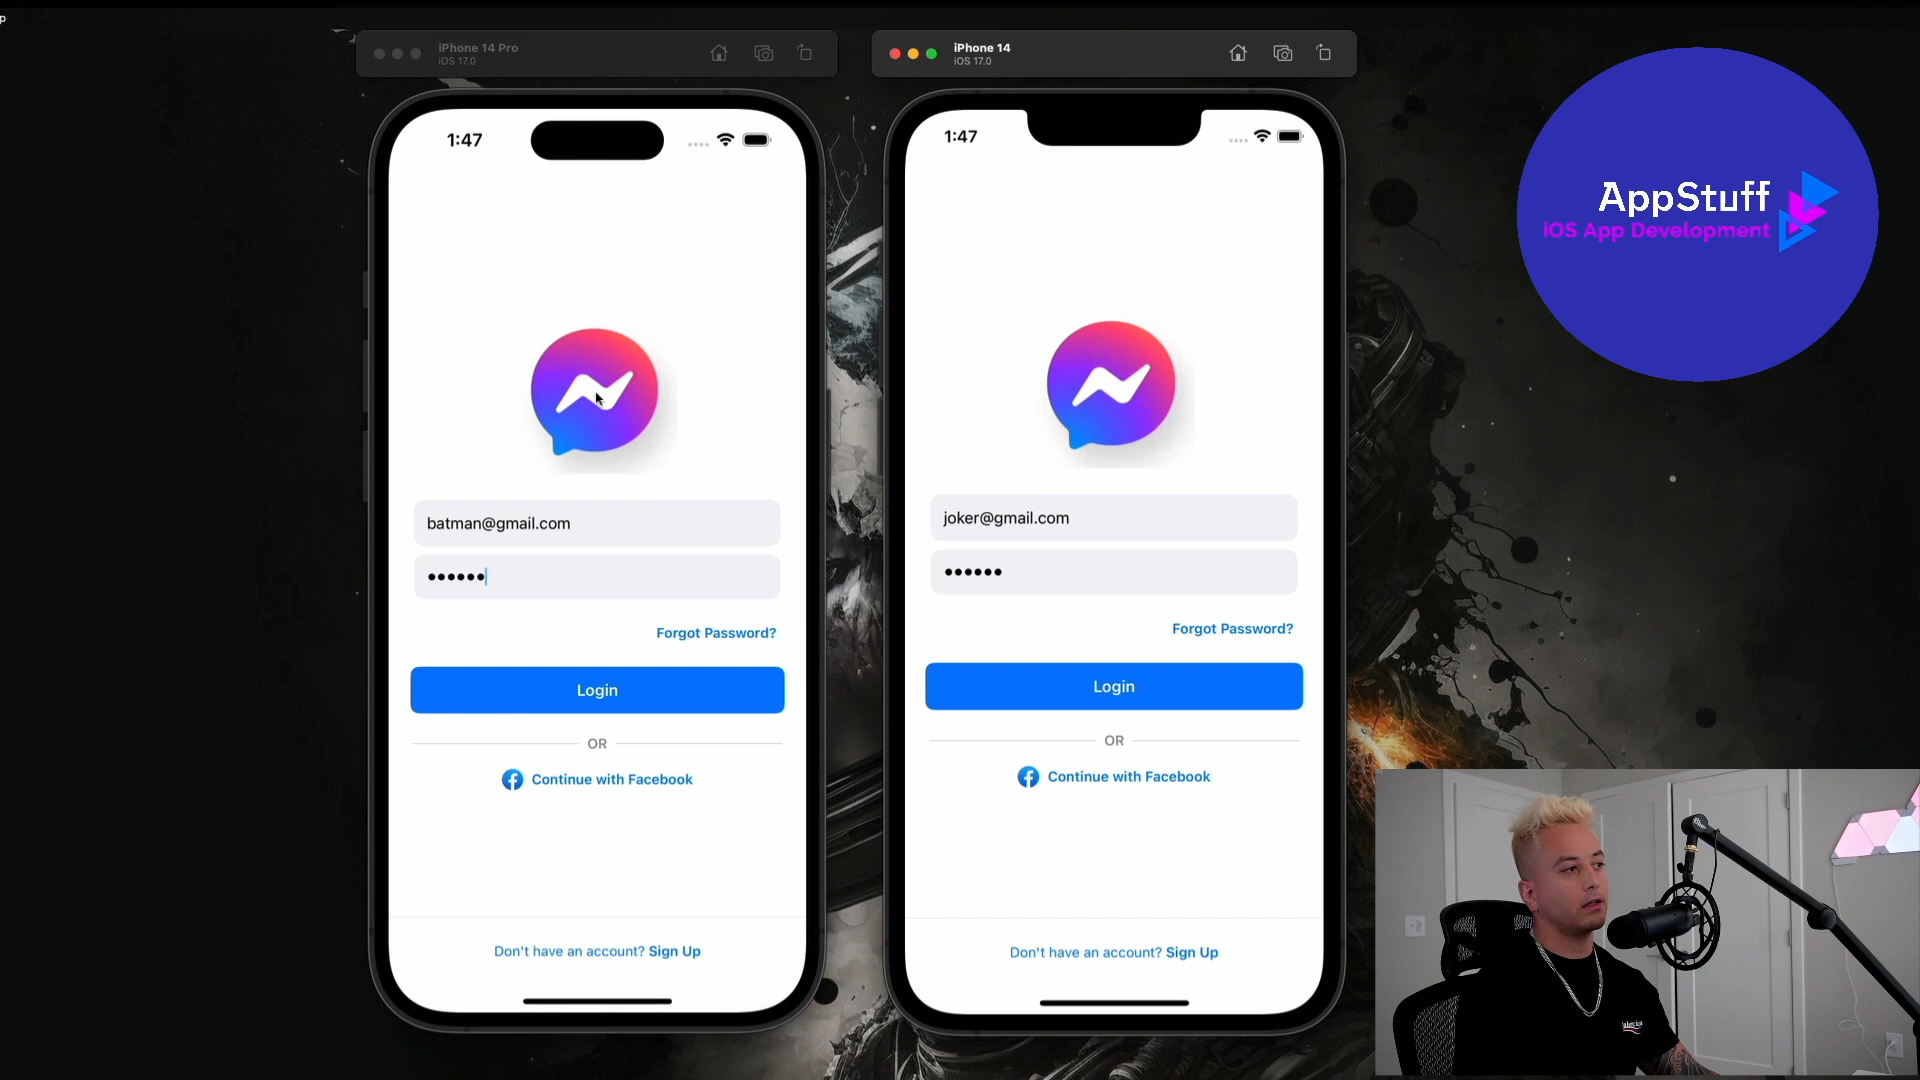 p
iPhone 14 Pro
iOS 17.0
1:47
batman@gmail.com
••••••
Forgot Password?
Login
OR
Continue with Facebook
Don't have an account? Sign Up
iPhone 14
iOS 17.0
1:47
joker@gmail.com
••••••
Forgot Password?
Login
OR
Continue with Facebook
Don't have an account? Sign Up
AppStuff
iOS App Development